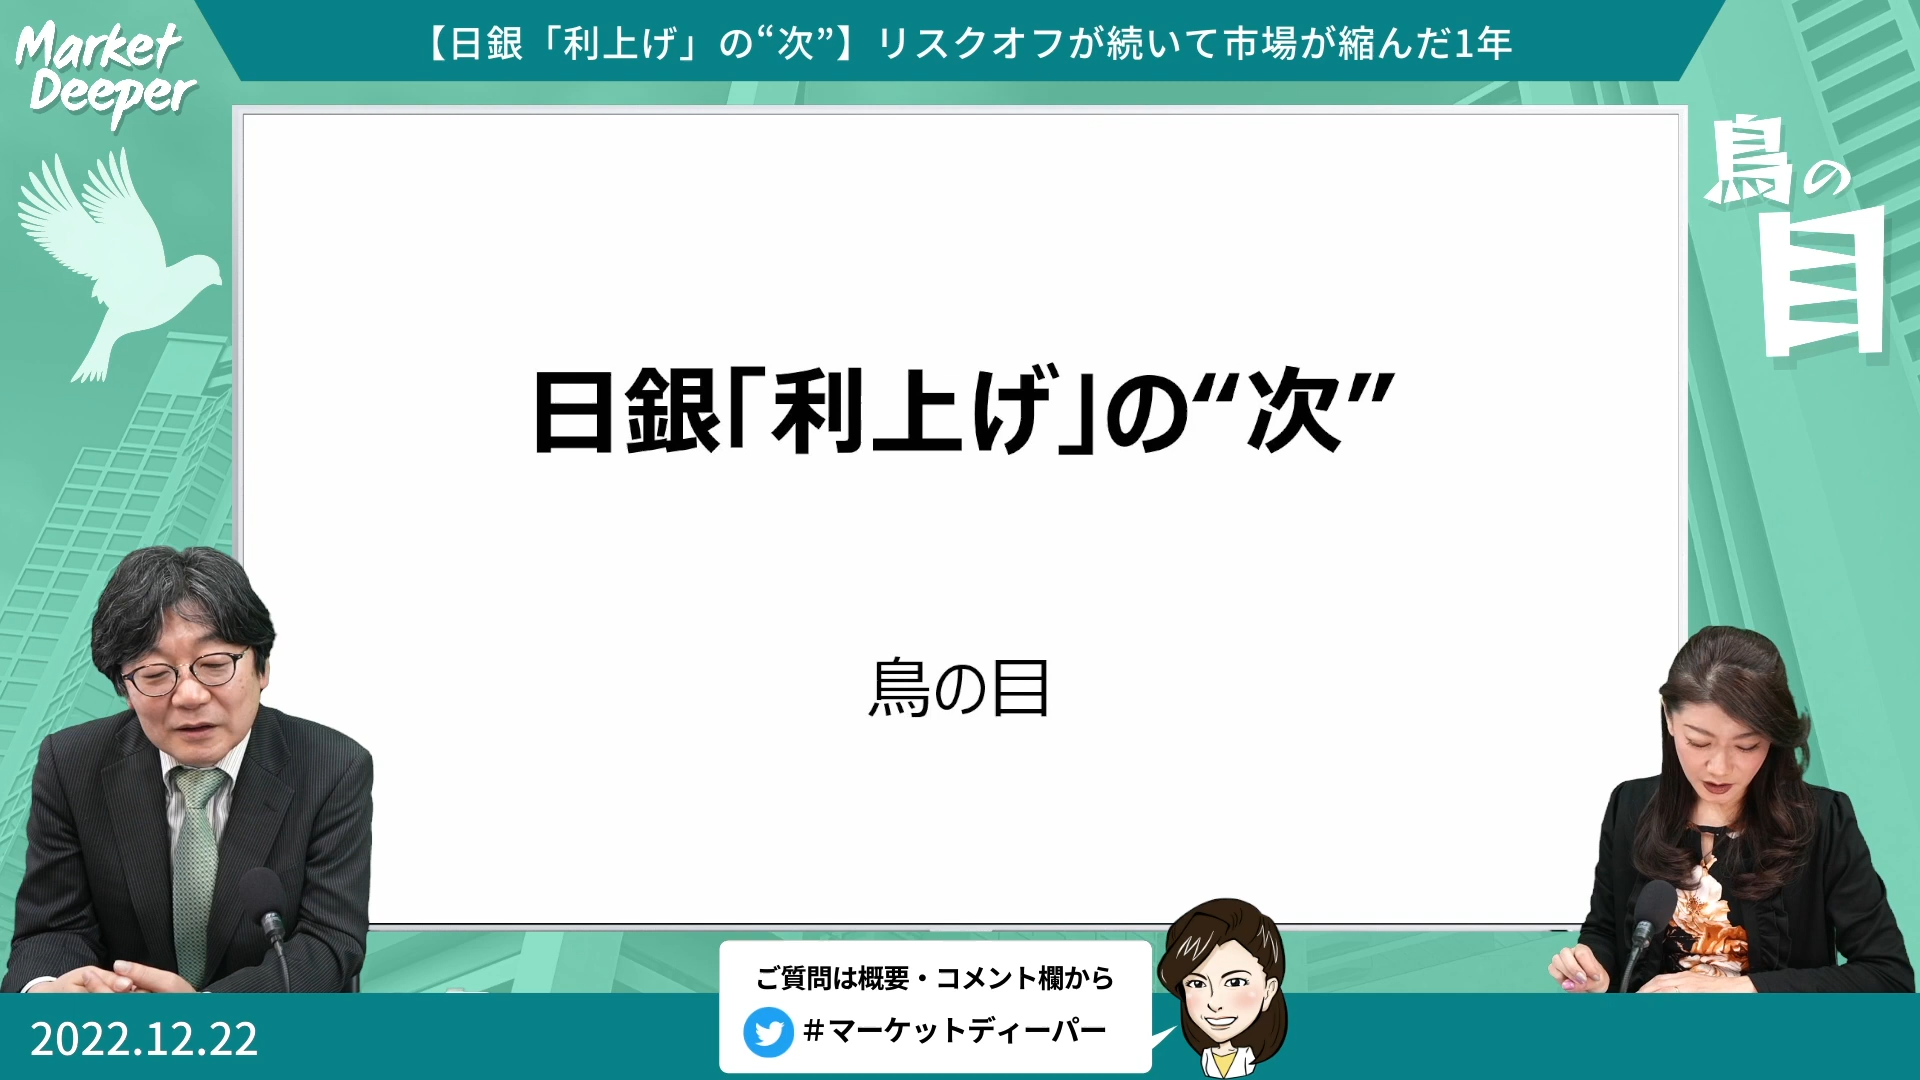 Market
Deeper
【日銀「利上げ」の“次”】リスクオフが続いて市場が縮んだ1年
鳥の
目
日銀「利上げ」の“次”
鳥の目
ご質問は概要・コメント欄から
＃マーケットディーパー
2022.12.22